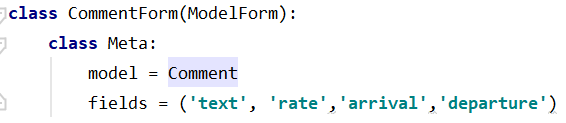 class CommentForm(ModelForm):
    class Meta:
        model = Comment
        fields = ('text', 'rate','arrival','departure')